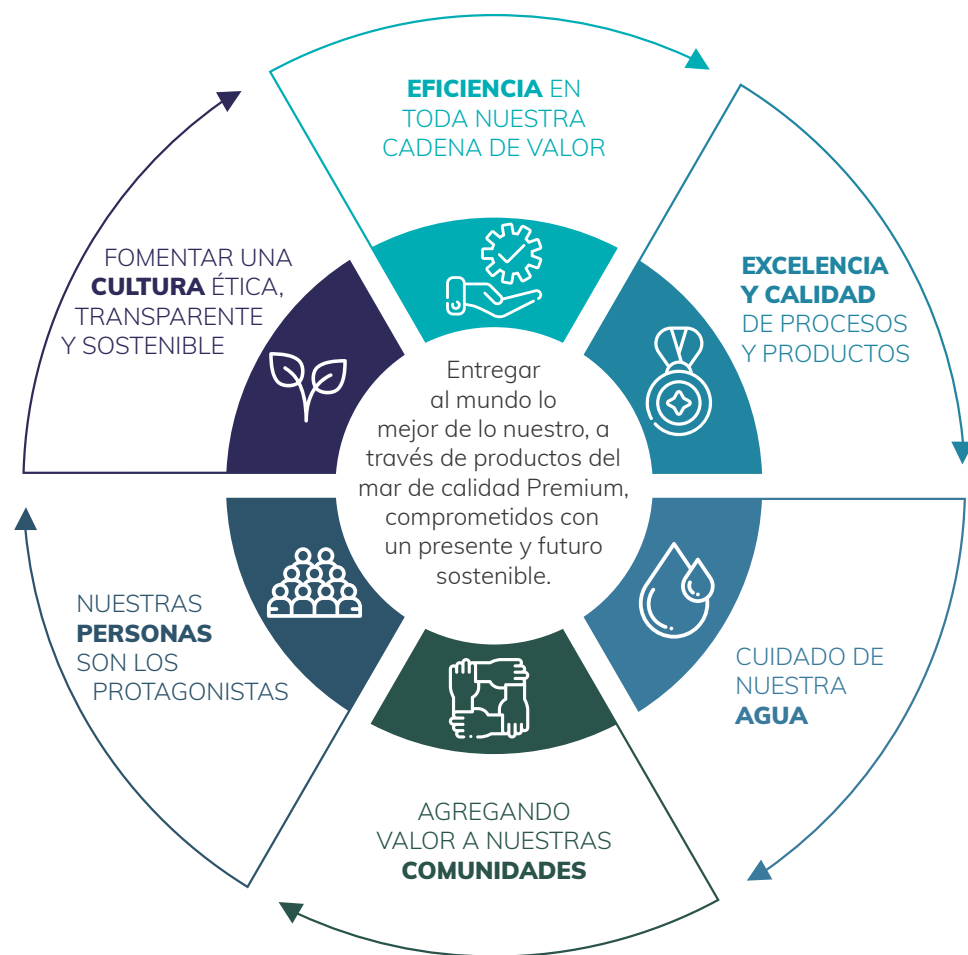 EFICIENCIA EN
TODA NUESTRA
CADENA DE VALOR
EXCELENCIA
Y CALIDAD
DE PROCESOS
Y PRODUCTOS
CUIDADO DE
NUESTRA
AGUA
AGREGANDO
VALOR A NUESTRAS
COMUNIDADES
NUESTRAS
PERSONAS
SON LOS
PROTAGONISTAS
FOMENTAR UNA
CULTURA ÉTICA,
TRANSPARENTE
Y SOSTENIBLE
Entregar
al mundo lo
mejor de lo nuestro, a
través de productos del
mar de calidad Premium,
comprometidos con
un presente y futuro
sostenible.